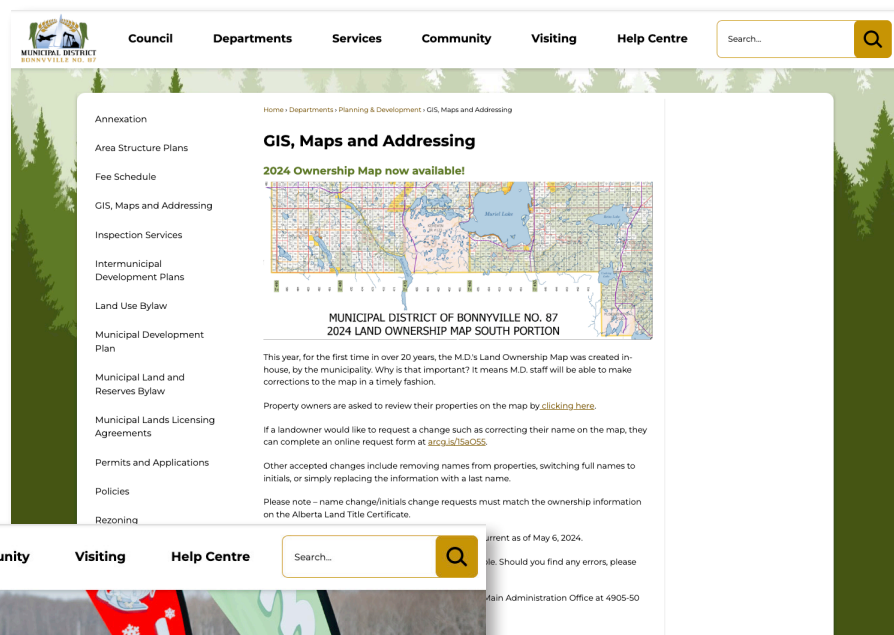 MUNICIPAL DISTRICT
BONNYVILLE NO. 87
Council
Departments
Services
Community
Visiting
Help Centre
Search...
Annexation
Area Structure Plans
Fee Schedule
GIS, Maps and Addressing
Inspection Services
Intermunicipal
Development Plans
Land Use Bylaw
Municipal Development
Plan
Municipal Land and
Reserves Bylaw
Municipal Lands Licensing
Agreements
Permits and Applications
Policies
Rezoning
Home › Departments › Planning & Development › GIS, Maps and Addressing
GIS, Maps and Addressing
2024 Ownership Map now available!
Muriel Lake
MUNICIPAL DISTRICT OF BONNYVILLE NO. 87
2024 LAND OWNERSHIP MAP SOUTH PORTION
This year, for the first time in over 20 years, the M.D.'s Land Ownership Map was created in-
house, by the municipality. Why is that important? It means M.D. staff will be able to make
corrections to the map in a timely fashion.
Property owners are asked to review their properties on the map by clicking here.
If a landowner would like to request a change such as correcting their name on the map, they
can complete an online request form at arcg.is/15aO55.
Other accepted changes include removing names from properties, switching full names to
initials, or simply replacing the information with a last name.
Please note – name change/initials change requests must match the ownership information
on the Alberta Land Title Certificate.
urrent as of May 6, 2024.
ble. Should you find any errors, please
Main Administration Office at 4905-50
unity
Visiting
Help Centre
Search...